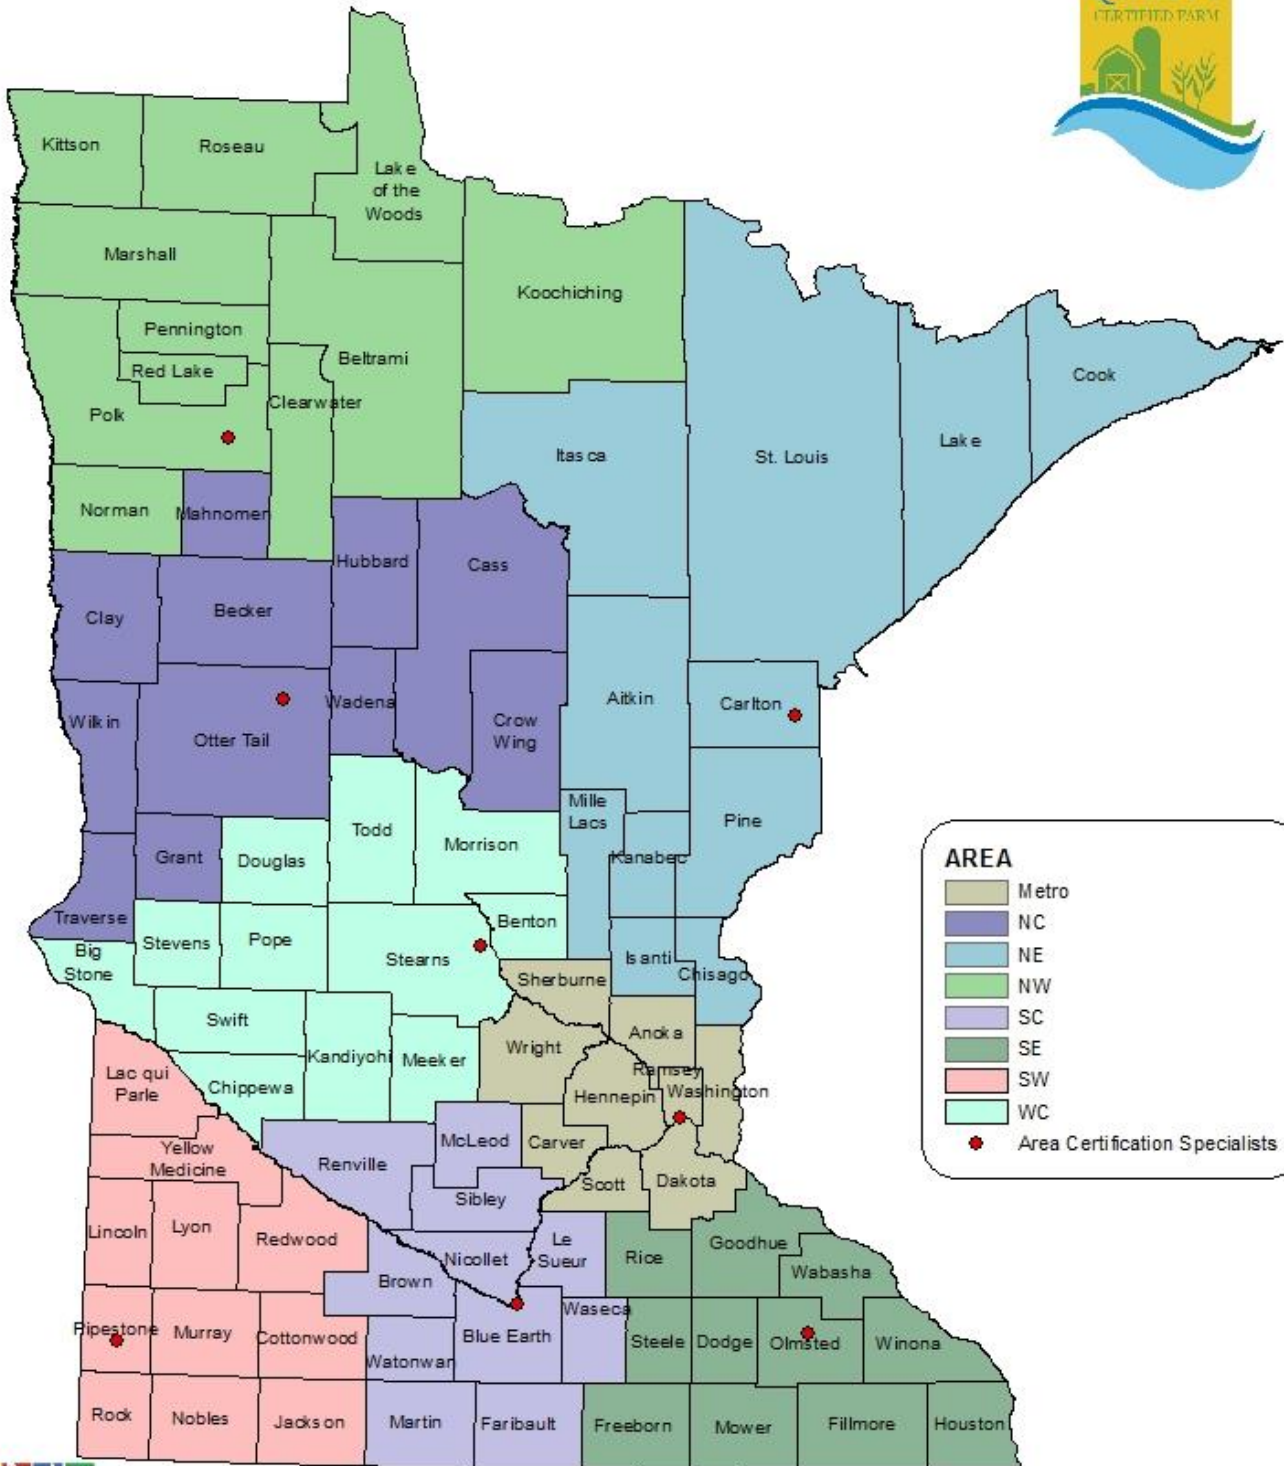 CERTIFIED FARM
Kittson
Roseau
Lake
of the
Woods
Marshall
Koochiching
Pennington
Beltrami
Red Lake
Cook
Clearwater
Polk
Lake
Itasca
St. Louis
Norman
Mahnomen
Hubbard
Cass
Clay
Becker
Aitkin
Carlton
Wadena
Wilkin
Crow
Wing
Otter Tail
Mille
Lacs
Pine
Todd
Morrison
Kanabec
Grant
Douglas
Traverse
Benton
Stevens
Pope
Big
Stone
Stearns
Isanti
Chisago
Sherburne
Swift
Anoka
Wright
Kandiyohi
Meeker
Ramsey
Lac qui
Parle
Chippewa
Hennepin
Washington
McLeod
Carver
Yellow
Medicine
Renville
Scott
Dakota
Sibley
Lincoln
Lyon
Redwood
Le
Sueur
Goodhue
Nicollet
Rice
Brown
Wabasha
Waseca
Pipestone
Murray
Cottonwood
Blue Earth
Steele
Dodge
Olmsted
Winona
Watonwan
Rock
Nobles
Jackson
Martin
Faribault
Freeborn
Mower
Fillmore
Houston
AREA
Metro
NC
NE
NW
SC
SE
SW
WC
Area Certification Specialists